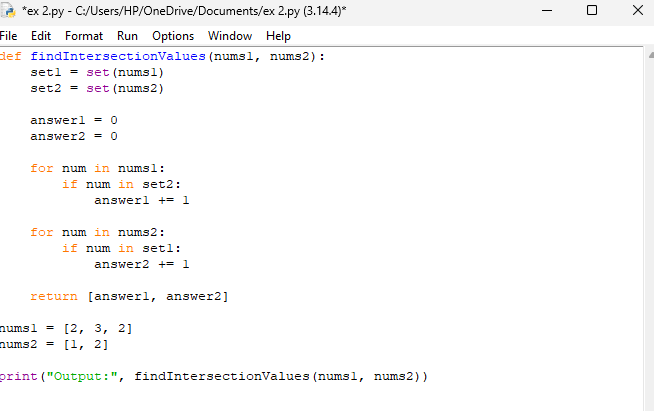 *ex 2.py - C:/Users/HP/OneDrive/Documents/ex 2.py (3.14.4)*
File Edit Format Run Options Window Help
def findIntersectionValues(nums1, nums2):
    set1 = set(nums1)
    set2 = set(nums2)

    answer1 = 0
    answer2 = 0

    for num in nums1:
        if num in set2:
            answer1 += 1

    for num in nums2:
        if num in set1:
            answer2 += 1

    return [answer1, answer2]

nums1 = [2, 3, 2]
nums2 = [1, 2]

print("Output:", findIntersectionValues(nums1, nums2))